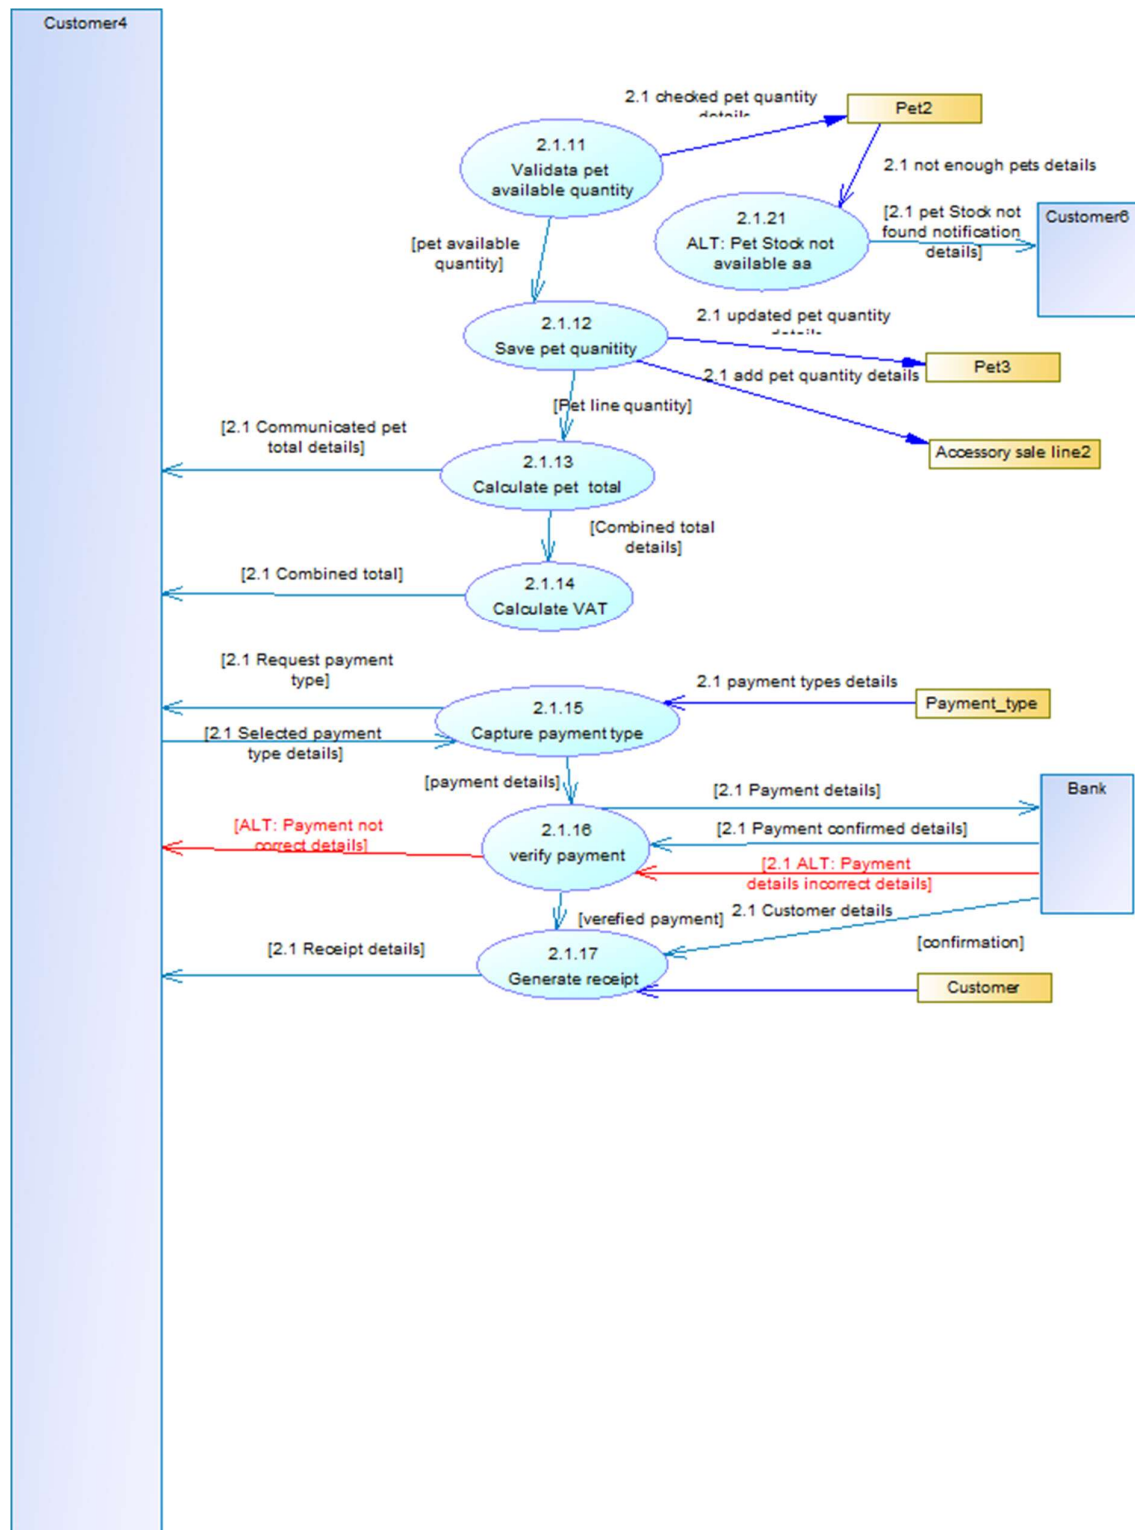 Customer4
2.1 checked pet quantity
details
Pet2
2.1.11
Validata pet
available quantity
2.1 not enough pets details
2.1.21
ALT: Pet Stock not
available aa
[2.1 pet Stock not
found notification
details]
Customer6
[pet available
quantity]
2.1.12
Save pet quanitity
2.1 updated pet quantity
details
Pet3
2.1 add pet quantity details
[Pet line quantity]
Accessory sale line2
[2.1 Communicated pet
total details]
2.1.13
Calculate pet total
[Combined total
details]
[2.1 Combined total]
2.1.14
Calculate VAT
[2.1 Request payment
type]
2.1 payment types details
Payment_type
2.1.15
Capture payment type
[2.1 Selected payment
type details]
[payment details]
[2.1 Payment details]
Bank
[ALT: Payment not
correct details]
2.1.16
verify payment
[2.1 Payment confirmed details]
[2.1 ALT: Payment
details incorrect details]
[verefied payment]
2.1 Customer details
[confirmation]
[2.1 Receipt details]
2.1.17
Generate receipt
Customer